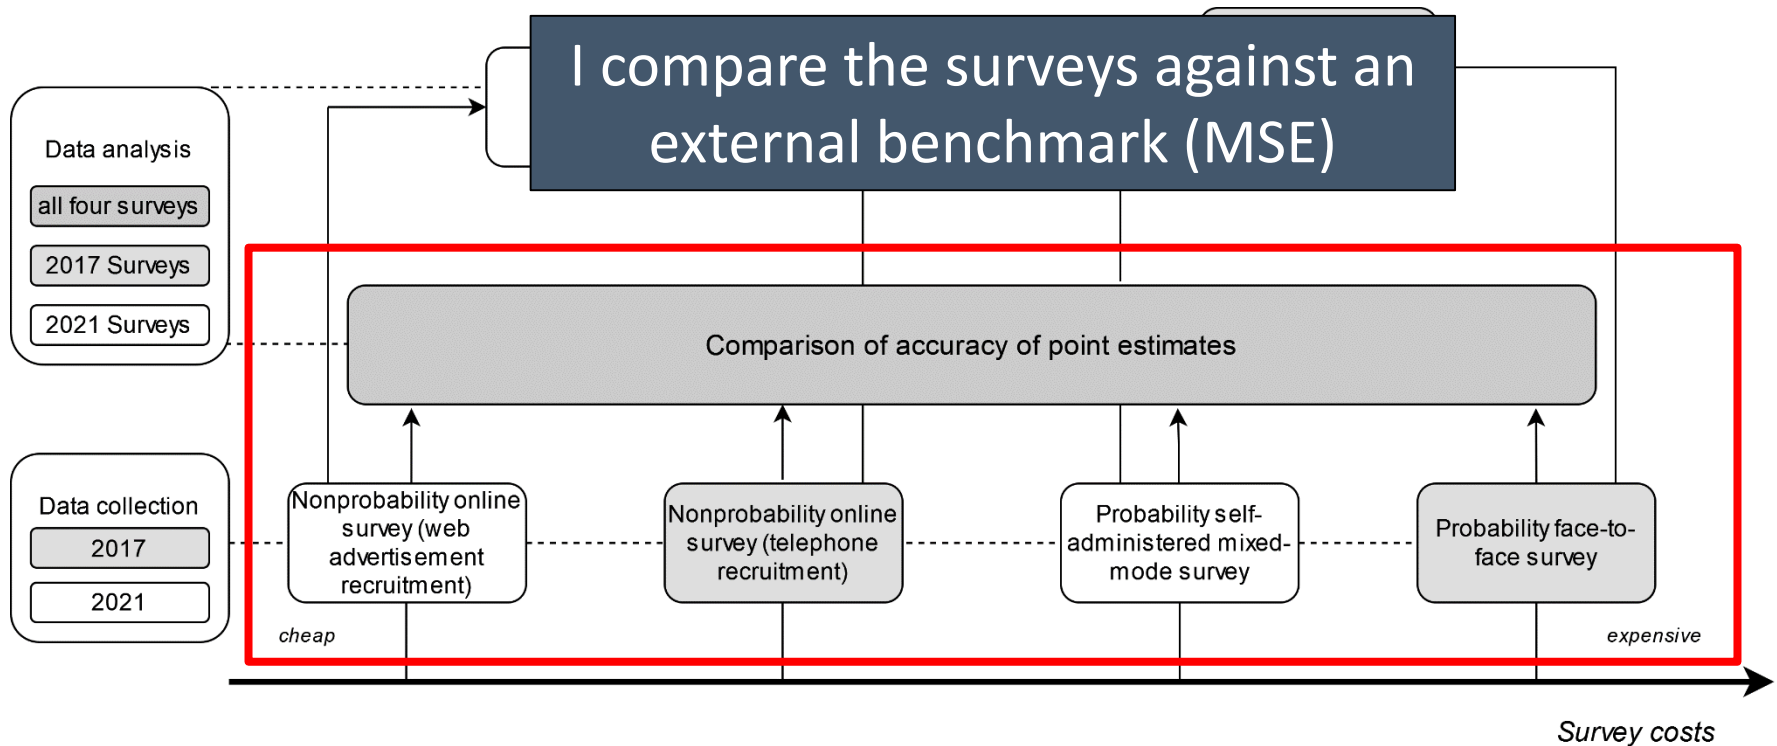 I compare the surveys against an
external benchmark (MSE)
Data analysis
all four surveys
2017 Surveys
2021 Surveys
Comparison of accuracy of point estimates
Data collection
2017
2021
Nonprobability online
survey (web
advertisement
recruitment)
Nonprobability online
survey (telephone
recruitment)
Probability self-
administered mixed-
mode survey
Probability face-to-
face survey
cheap
expensive
Survey costs